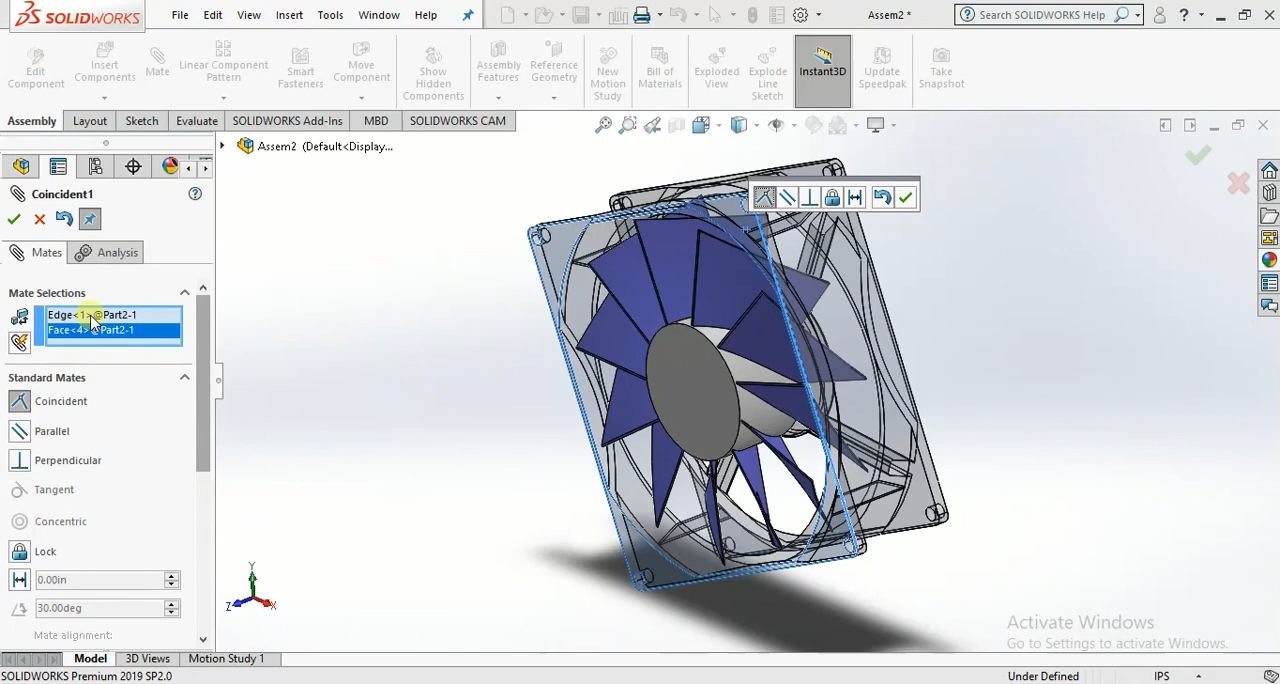 SOLIDWORKS File Edit View Insert Tools Window Help Assem2 * Search SOLIDWORKS Help ?
Edit Component
Insert Components
Mate
Linear Component Pattern
Smart Fasteners
Move Component
Show Hidden Components
Assembly Features
Reference Geometry
New Motion Study
Bill of Materials
Exploded View
Explode Line Sketch
Instant3D
Update Speedpak
Take Snapshot
Assembly Layout Sketch Evaluate SOLIDWORKS Add-Ins MBD SOLIDWORKS CAM
Assem2 (Default<Display...
Coincident1
Mates Analysis
Mate Selections
Edge<1>@Part2-1
Face<4>@Part2-1
Standard Mates
Coincident
Parallel
Perpendicular
Tangent
Concentric
Lock
0.00in
30.00deg
Mate alignment:
Y
Z
X
Activate Windows
Go to Settings to activate Windows.
Model 3D Views Motion Study 1
SOLIDWORKS Premium 2019 SP2.0 Under Defined IPS